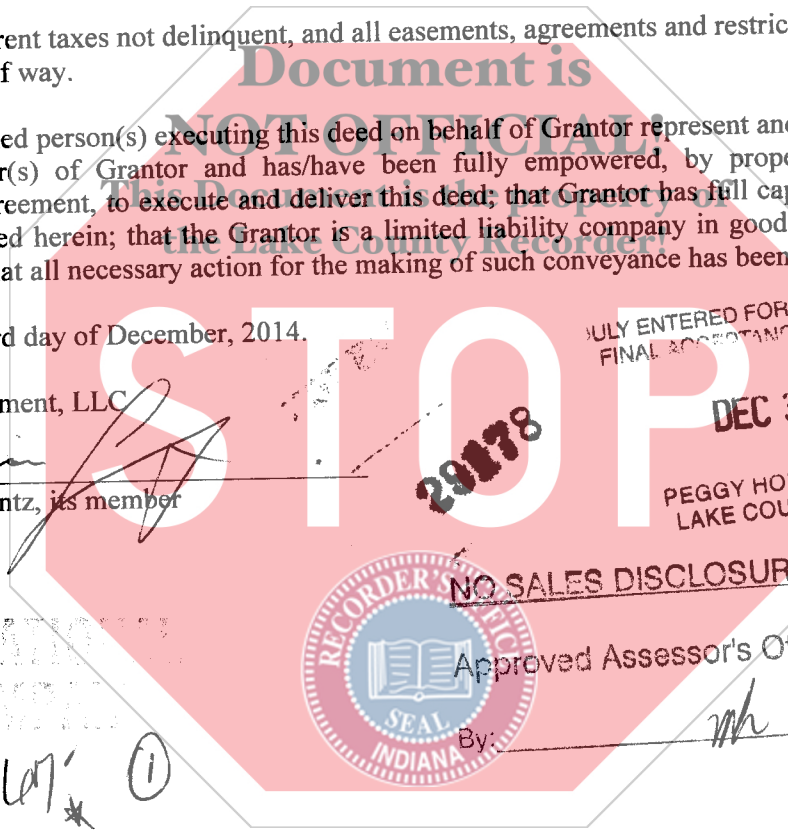 rent taxes not delinquent, and all easements, agreements and restric
f way.
Document is
ed person(s) executing this deed on behalf of Grantor represent and
NOT OFFICIAL!
r(s) of Grantor and has/have been fully empowered, by prope
This Document is the property of
reement, to execute and deliver this deed; that Grantor has full cap
the Lake County Recorder!
ed herein; that the Grantor is a limited liability company in good
at all necessary action for the making of such conveyance has been
rd day of December, 2014.
STOP
ULY ENTERED FOR
FINAL ACCEPTANC
ment, LLC
DEC 3
ntz, its member
PEGGY HO
LAKE COU
NO SALES DISCLOSUR
RECORDER'S OFFICE
SEAL
INDIANA
Approved Assessor's Of
By: mh
1